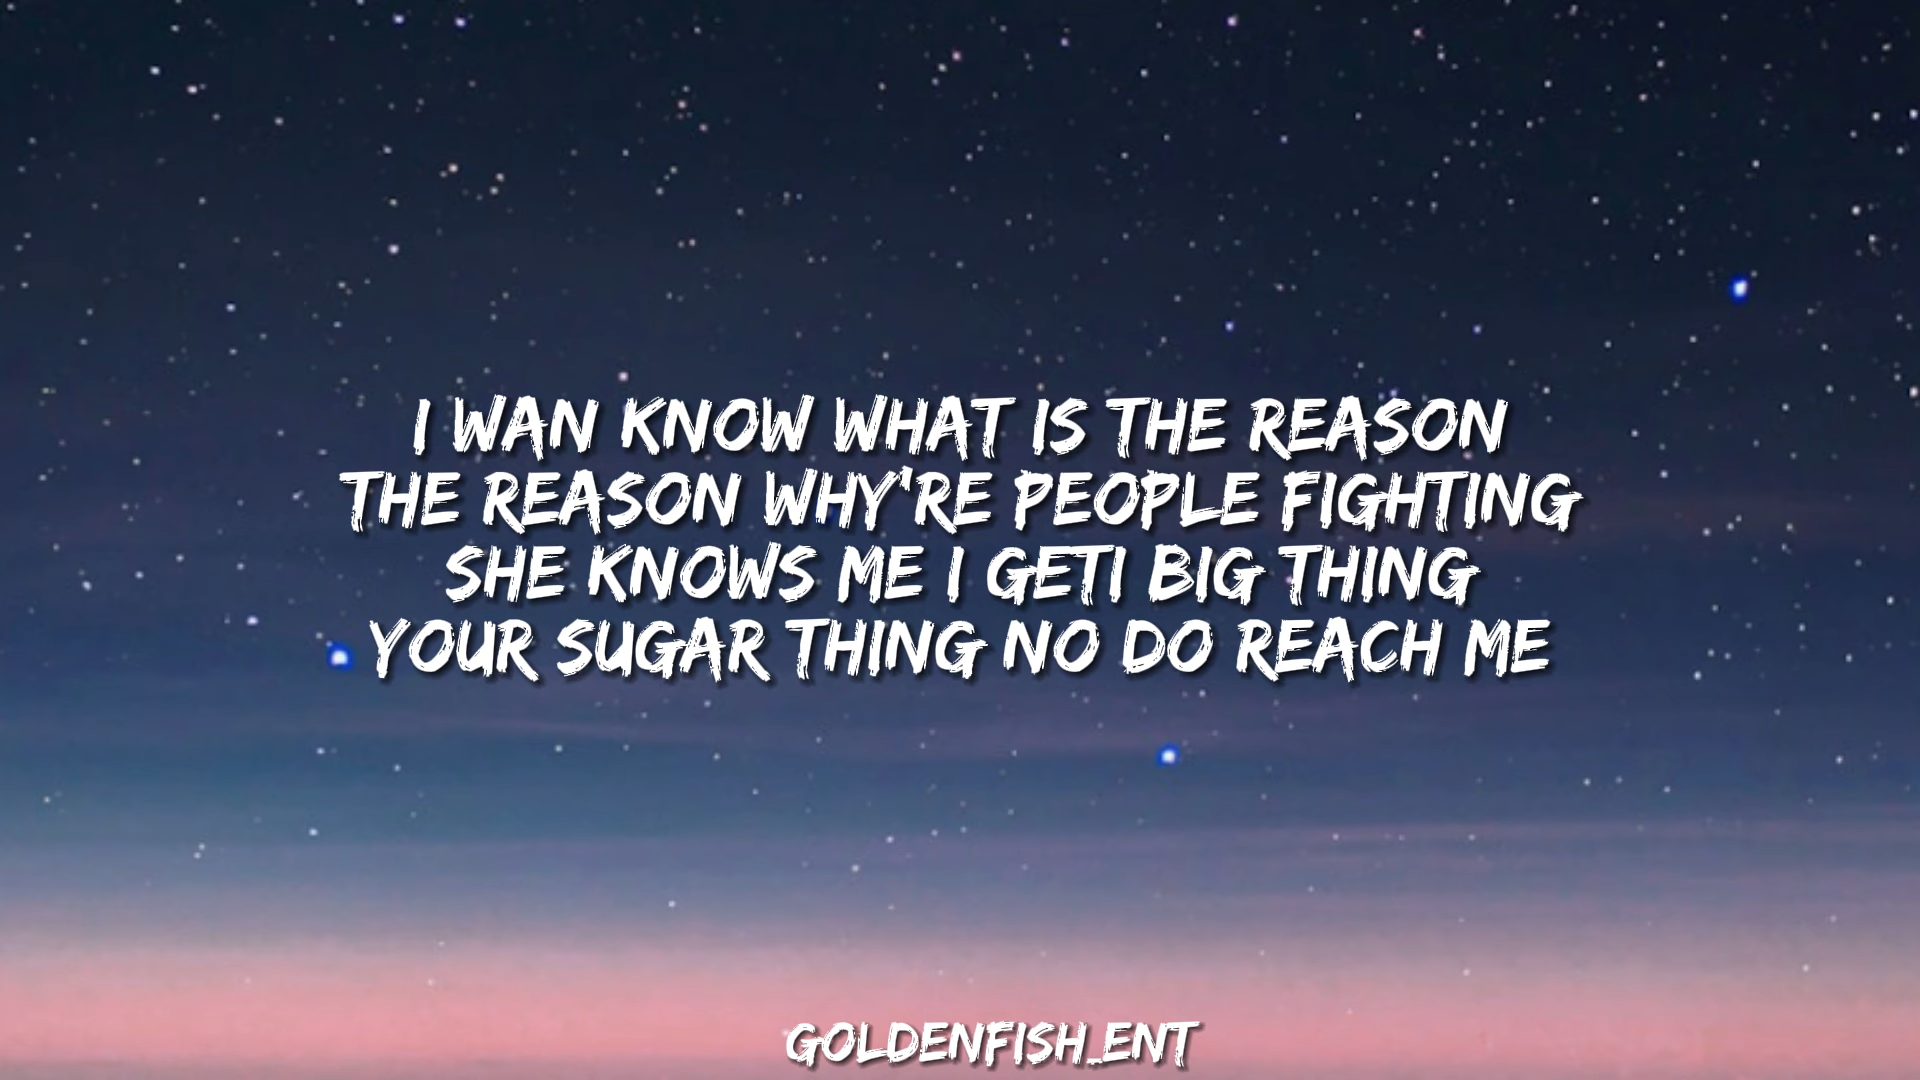 I WAN KNOW WHAT IS THE REASON
THE REASON WHY'RE PEOPLE FIGHTING
SHE KNOWS ME I GETI BIG THING
YOUR SUGAR THING NO DO REACH ME
GOLDENFISH_ENT